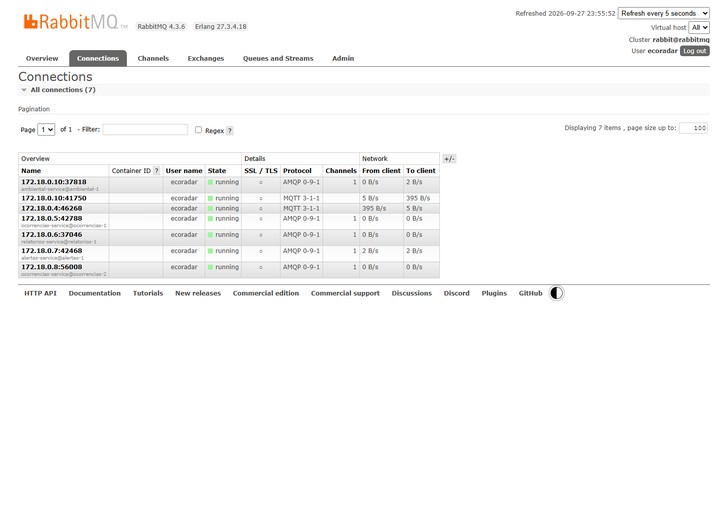 RabbitMQ TM RabbitMQ 4.3.6 Erlang 27.3.4.18
Refreshed 2026-09-27 23:55:52 Refresh every 5 seconds
Virtual host All
Cluster rabbit@rabbitmq
User ecoradar Log out
Overview Connections Channels Exchanges Queues and Streams Admin
Connections
All connections (7)
Pagination
Page 1 of 1 - Filter: Regex ?
Displaying 7 items , page size up to: 100
Overview Details Network +/-
Name Container ID ? User name State SSL / TLS Protocol Channels From client To client
172.18.0.10:37818 ecoradar running ○ AMQP 0-9-1 1 0 B/s 2 B/s
ambiental-service@ambiental-1
172.18.0.10:41750 ecoradar running ○ MQTT 3-1-1 5 B/s 395 B/s
172.18.0.4:46268 ecoradar running ○ MQTT 3-1-1 395 B/s 5 B/s
172.18.0.5:42788 ecoradar running ○ AMQP 0-9-1 1 0 B/s 0 B/s
ocorrencias-service@ocorrencias-1
172.18.0.6:37046 ecoradar running ○ AMQP 0-9-1 1 0 B/s 0 B/s
relatorios-service@relatorios-1
172.18.0.7:42468 ecoradar running ○ AMQP 0-9-1 1 2 B/s 2 B/s
alertas-service@alertas-1
172.18.0.8:56008 ecoradar running ○ AMQP 0-9-1 1 0 B/s 0 B/s
ocorrencias-service@ocorrencias-2
HTTP API Documentation Tutorials New releases Commercial edition Commercial support Discussions Discord Plugins GitHub